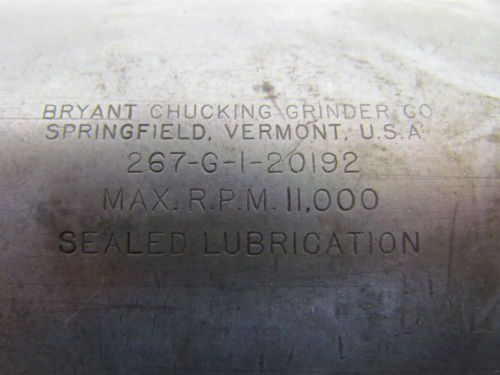 BRYANT CHUCKING GRINDER CO
SPRINGFIELD, VERMONT, U.S.A
267-G-1-20192
MAX. R.P.M. 11,000
SEALED LUBRICATION